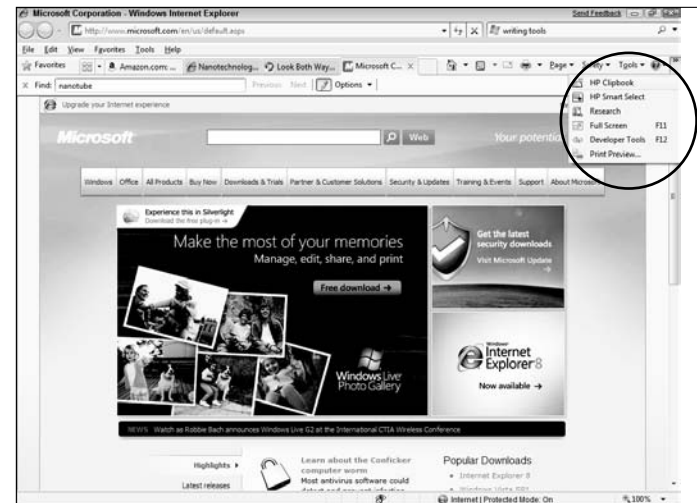 Microsoft Corporation - Windows Internet Explorer
Send Feedback
http://www.microsoft.com/en/us/default.aspx
writing tools
File Edit View Favorites Tools Help
Favorites
Amazon.com: ...
Nanotechnolog...
Look Both Way...
Microsoft C...
Page
Safety
Tools
Find: nanotube
Previous Next
Options
HP Clipbook
HP Smart Select
Research
Full Screen F11
Developer Tools F12
Print Preview...
Upgrade your Internet experience
Microsoft
Web
Your potenti
Windows Office All Products Buy Now Downloads & Trials Partner & Customer Solutions Security & Updates Training & Events Support About Microsof
Experience this in Silverlight
Download the free plug-in →
Make the most of your memories
Manage, edit, share, and print
Free download →
Windows Live
Photo Gallery
Get the latest
security downloads
Visit Microsoft Update
→
Windows
Internet
Explorer 8
Now available →
NEWS Watch as Robbie Bach announces Windows Live G2 at the International CTIA Wireless Conference
Highlights
Latest releases
Learn about the Conficker
computer worm
Most antivirus software could
Popular Downloads
Internet Explorer 8
Windows Vista SP1
Internet | Protected Mode: On
100%